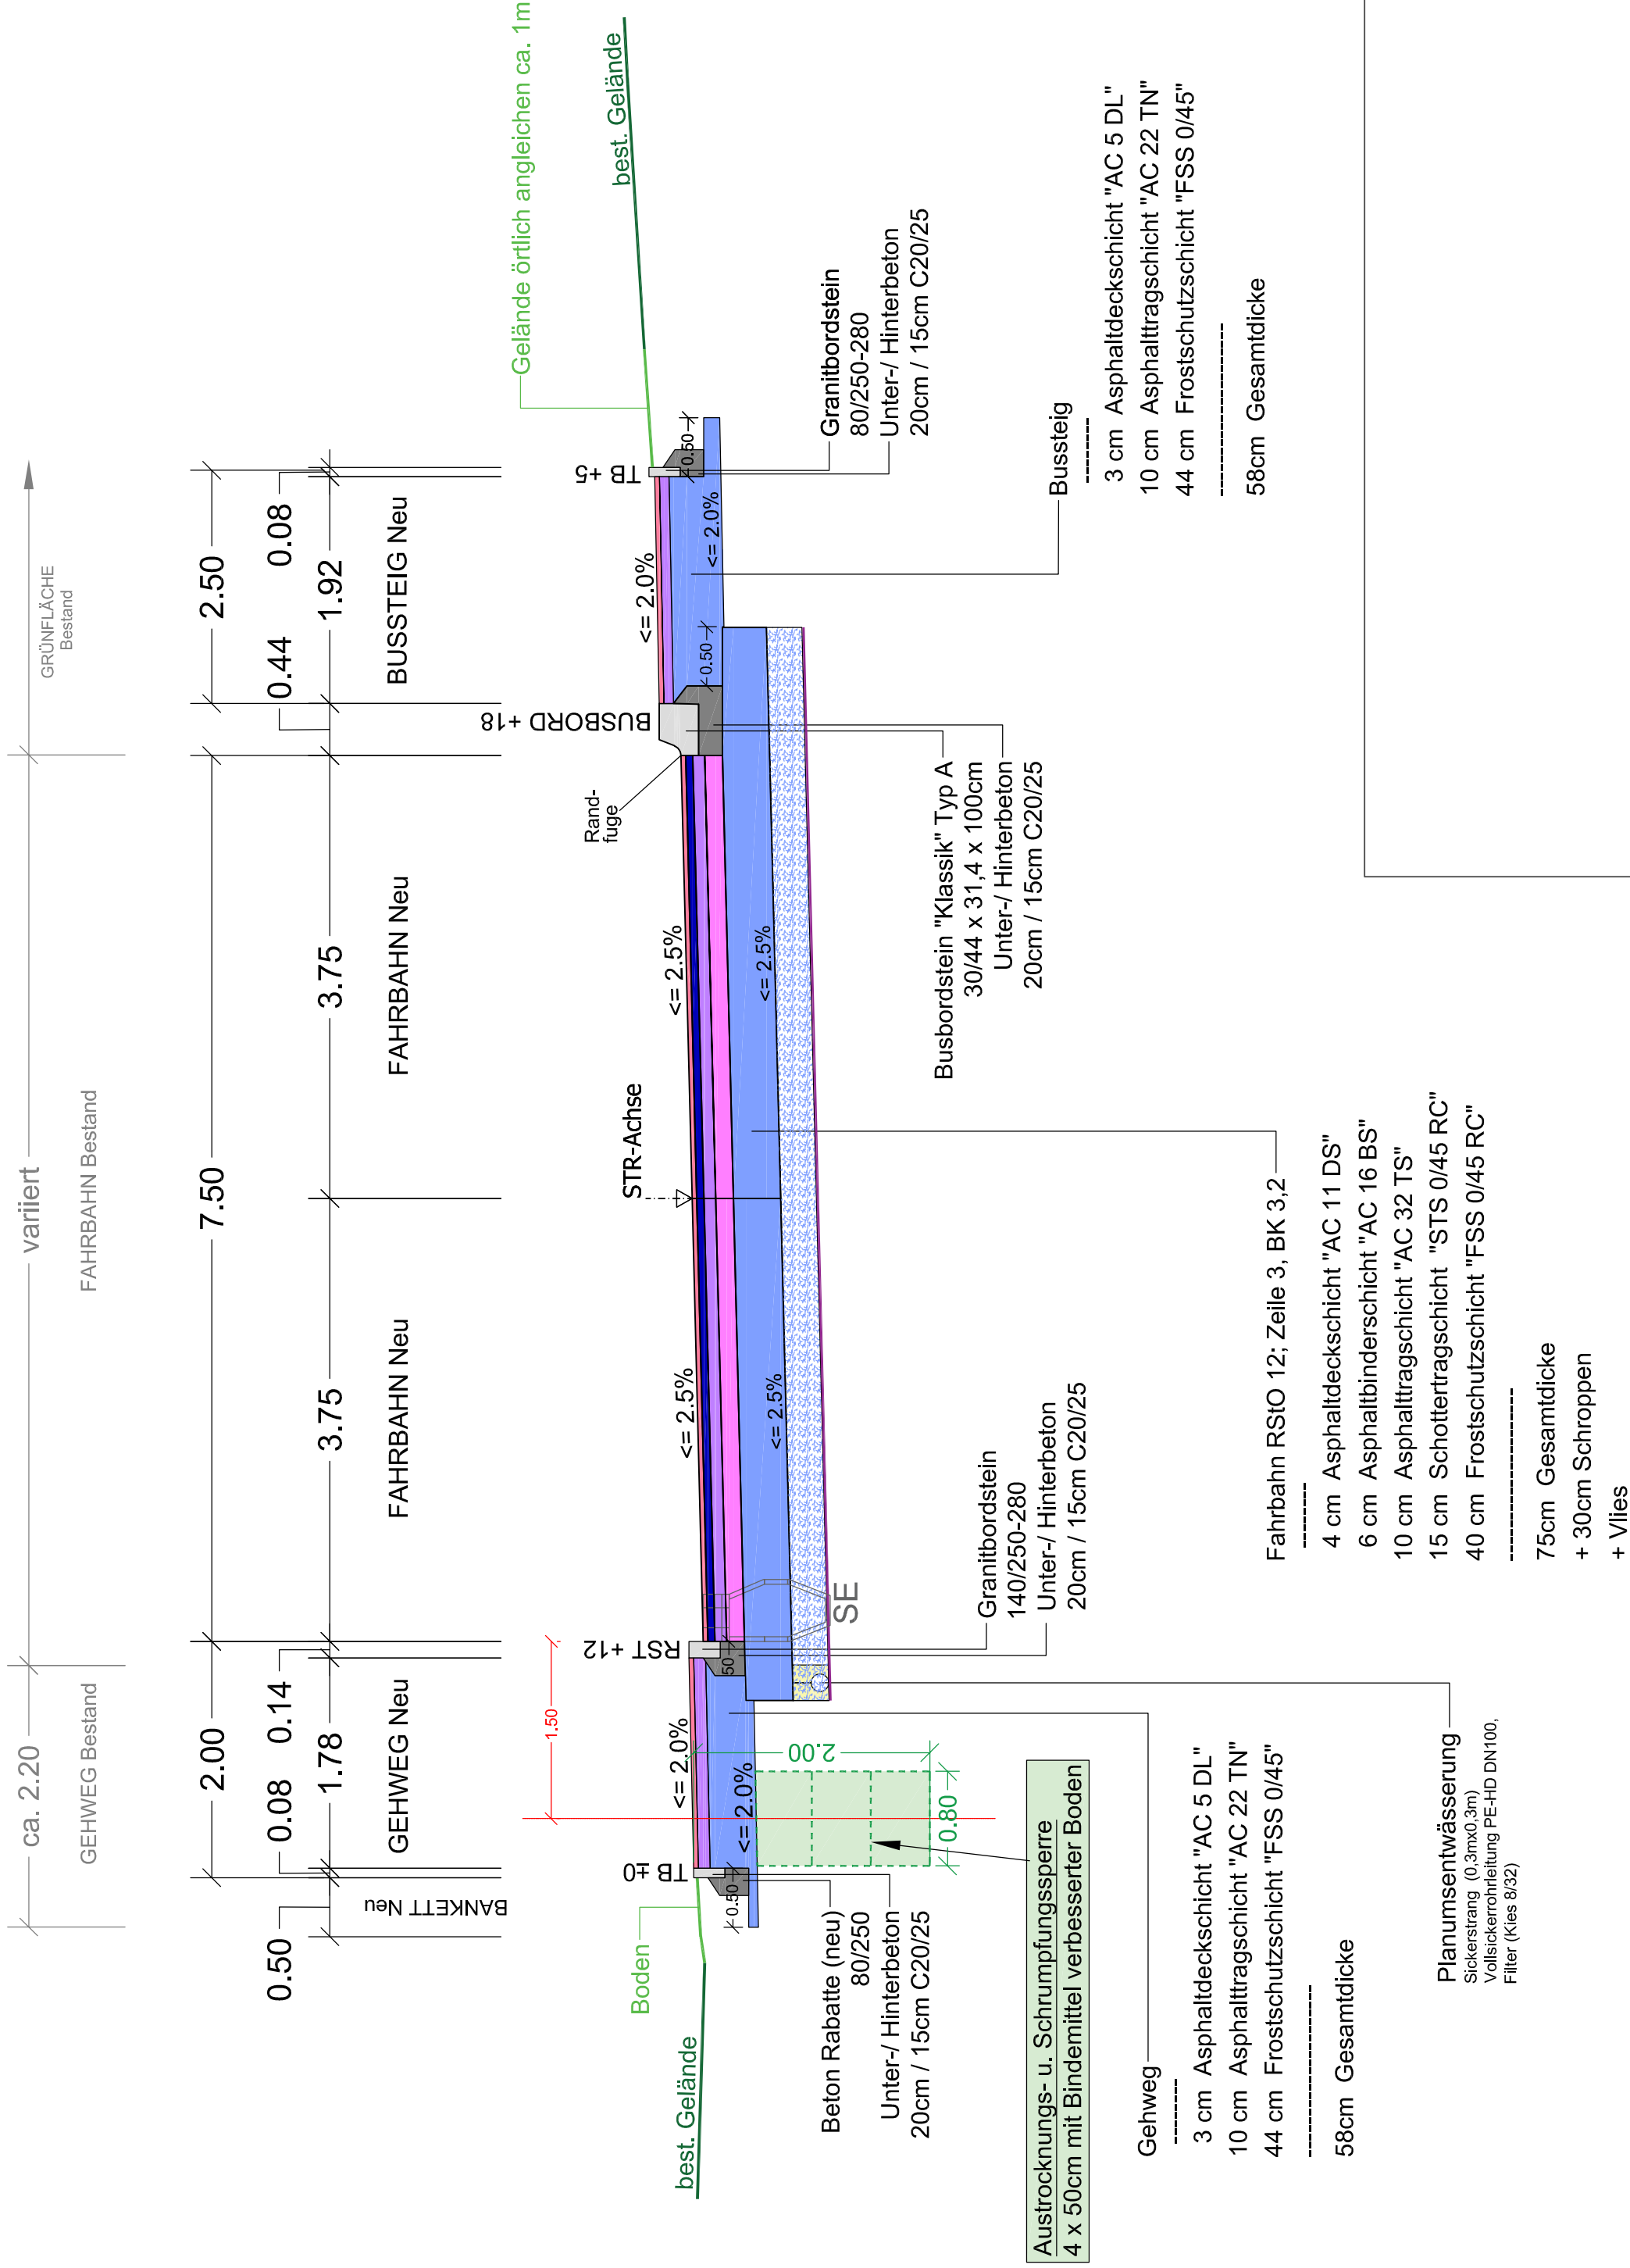 ca. 2.20
variiert
GEHWEG Bestand
FAHRBAHN Bestand
GRÜNFLÄCHE
Bestand
2.00
7.50
2.50
0.50
0.08
0.14
0.44
0.08
1.78
3.75
3.75
1.92
BANKETT Neu
GEHWEG Neu
FAHRBAHN Neu
FAHRBAHN Neu
BUSSTEIG Neu
Gelände örtlich angleichen ca. 1m
best. Gelände
1.50
Boden
best. Gelände
TB ±0
RST +12
STR-Achse
Rand-
fuge
BUSBORD +18
TB +5
<= 2.0%
<= 2.5%
<= 2.5%
<= 2.0%
0.50
<= 2.0%
50
<= 2.5%
<= 2.5%
0.50
<= 2.0%
0.50
2.00
0.80
SE
Beton Rabatte (neu)
80/250
Unter-/ Hinterbeton
20cm / 15cm C20/25
Granitbordstein
140/250-280
Unter-/ Hinterbeton
20cm / 15cm C20/25
Busbordstein "Klassik" Typ A
30/44 x 31,4 x 100cm
Unter-/ Hinterbeton
20cm / 15cm C20/25
Granitbordstein
80/250-280
Unter-/ Hinterbeton
20cm / 15cm C20/25
Austrocknungs- u. Schrumpfungssperre
4 x 50cm mit Bindemittel verbesserter Boden
Gehweg
----------
3 cm Asphaltdeckschicht "AC 5 DL"
10 cm Asphalttragschicht "AC 22 TN"
44 cm Frostschutzschicht "FSS 0/45"
---------------------------
58cm Gesamtdicke
Planumsentwässerung
Sickerstrang (0,3mx0,3m)
Vollsickerrohrleitung PE-HD DN100,
Filter (Kies 8/32)
Fahrbahn RStO 12; Zeile 3, BK 3,2
----------
4 cm Asphaltdeckschicht "AC 11 DS"
6 cm Asphaltbinderschicht "AC 16 BS"
10 cm Asphalttragschicht "AC 32 TS"
15 cm Schottertragschicht "STS 0/45 RC"
40 cm Frostschutzschicht "FSS 0/45 RC"
---------------------------
75cm Gesamtdicke
+ 30cm Schroppen
+ Vlies
Bussteig
----------
3 cm Asphaltdeckschicht "AC 5 DL"
10 cm Asphalttragschicht "AC 22 TN"
44 cm Frostschutzschicht "FSS 0/45"
---------------------------
58cm Gesamtdicke